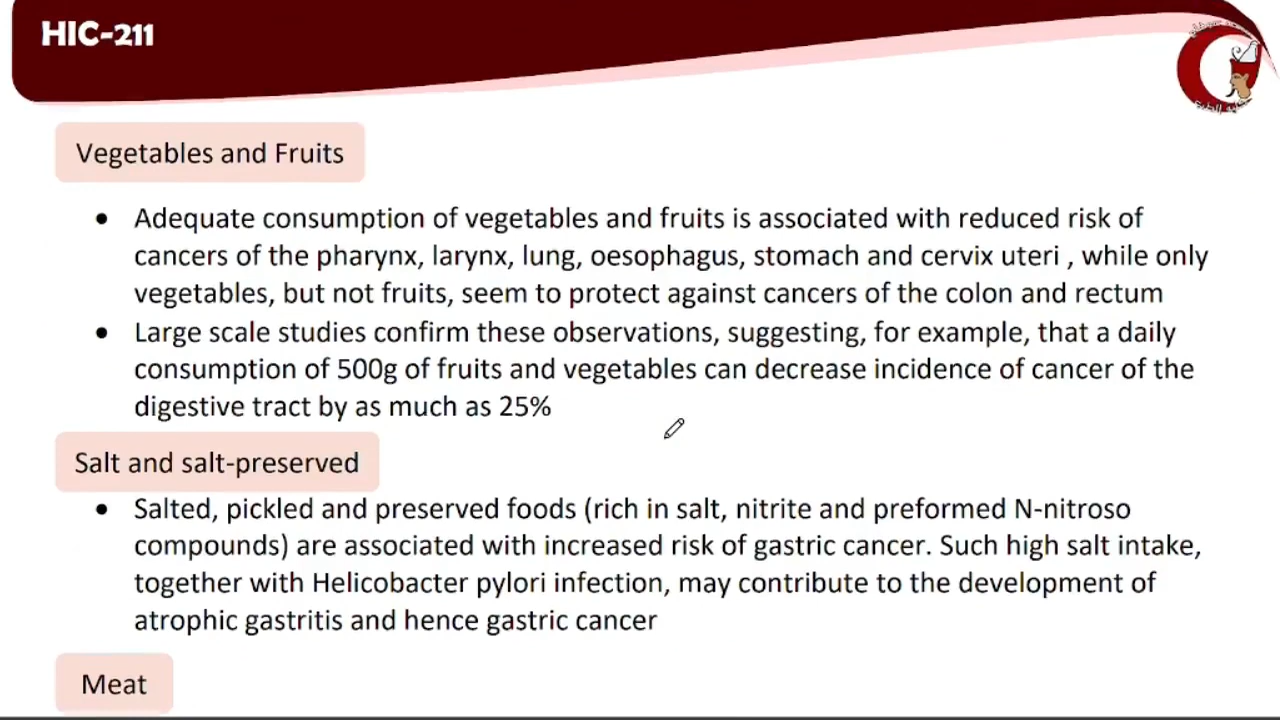 HIC-211
Vegetables and Fruits
• Adequate consumption of vegetables and fruits is associated with reduced risk of
cancers of the pharynx, larynx, lung, oesophagus, stomach and cervix uteri , while only
vegetables, but not fruits, seem to protect against cancers of the colon and rectum
• Large scale studies confirm these observations, suggesting, for example, that a daily
consumption of 500g of fruits and vegetables can decrease incidence of cancer of the
digestive tract by as much as 25%
Salt and salt-preserved
• Salted, pickled and preserved foods (rich in salt, nitrite and preformed N-nitroso
compounds) are associated with increased risk of gastric cancer. Such high salt intake,
together with Helicobacter pylori infection, may contribute to the development of
atrophic gastritis and hence gastric cancer
Meat